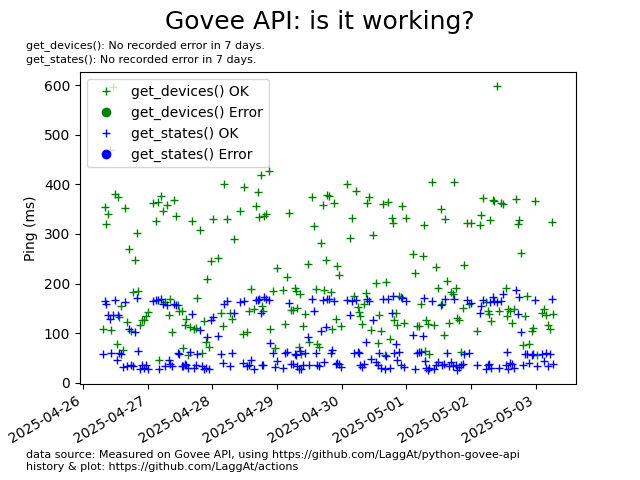 Govee API: is it working?
get_devices(): No recorded error in 7 days.
get_states(): No recorded error in 7 days.
get_devices() OK
get_devices() Error
get_states() OK
get_states() Error
Ping (ms)
600
500
400
300
200
100
0
2025-04-26
2025-04-27
2025-04-28
2025-04-29
2025-04-30
2025-05-01
2025-05-02
2025-05-03
data source: Measured on Govee API, using https://github.com/LaggAt/python-govee-api
history & plot: https://github.com/LaggAt/actions